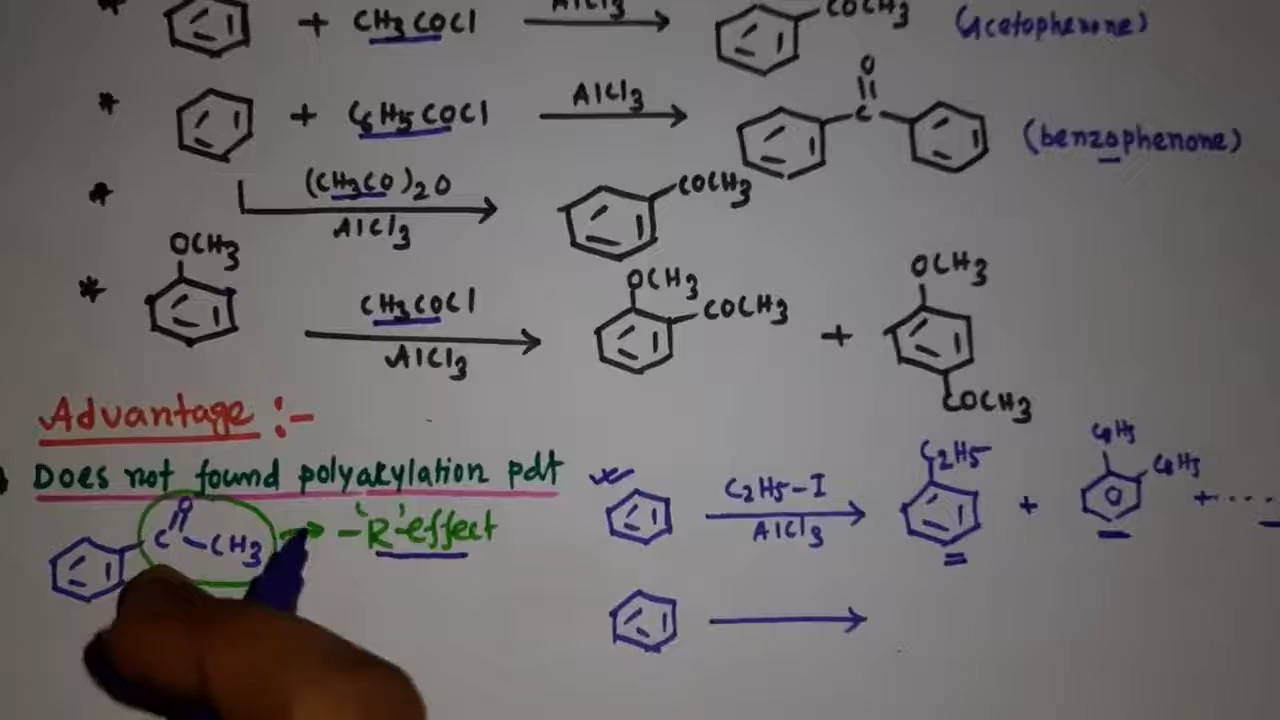 * + CH3COCl AlCl3 COCH3 (acetophenone)
* + C6H5COCl AlCl3 O C (benzophenone)
* (CH3CO)2O AlCl3 COCH3
* OCH3 CH3COCl AlCl3 OCH3 COCH3 + OCH3 COCH3
Advantage :-
Does not found polyakylation pdt
O C CH3 -'R'-effect
C2H5-I AlCl3 C2H5 + C2H5 C2H5 + ....